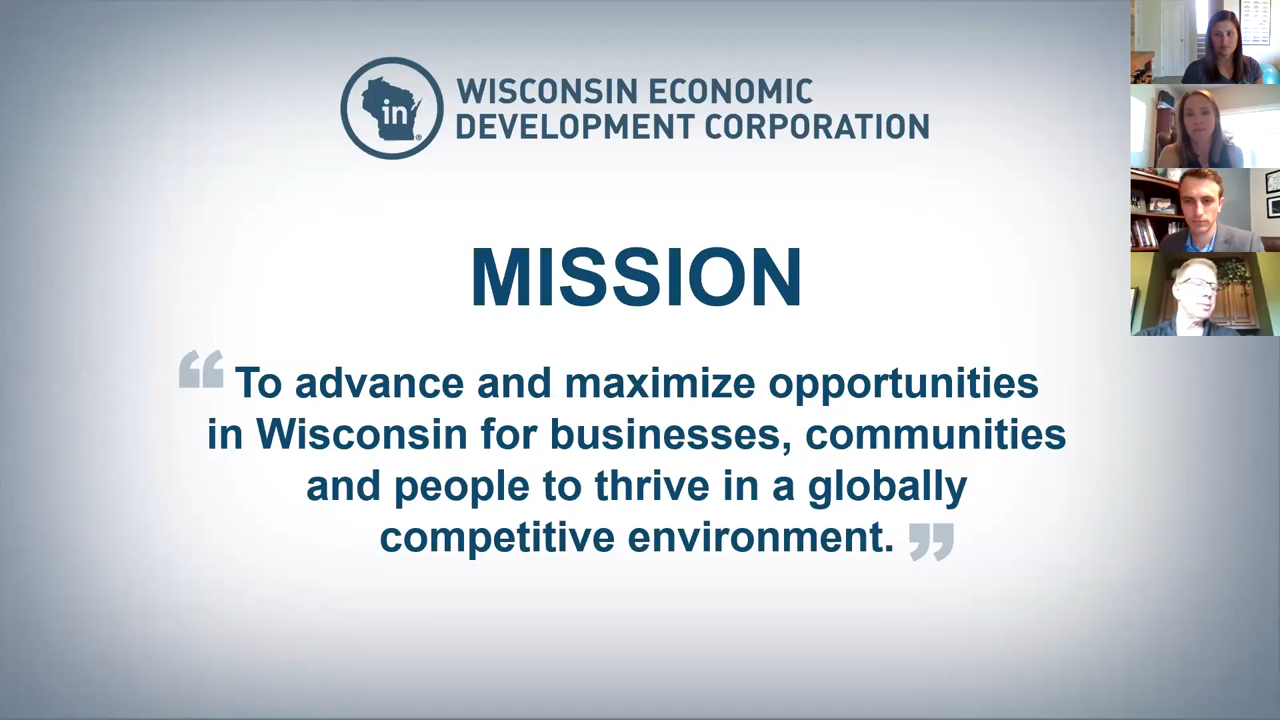 in
WISCONSIN ECONOMIC
DEVELOPMENT CORPORATION
MISSION
“ To advance and maximize opportunities
in Wisconsin for businesses, communities
and people to thrive in a globally
competitive environment. ”